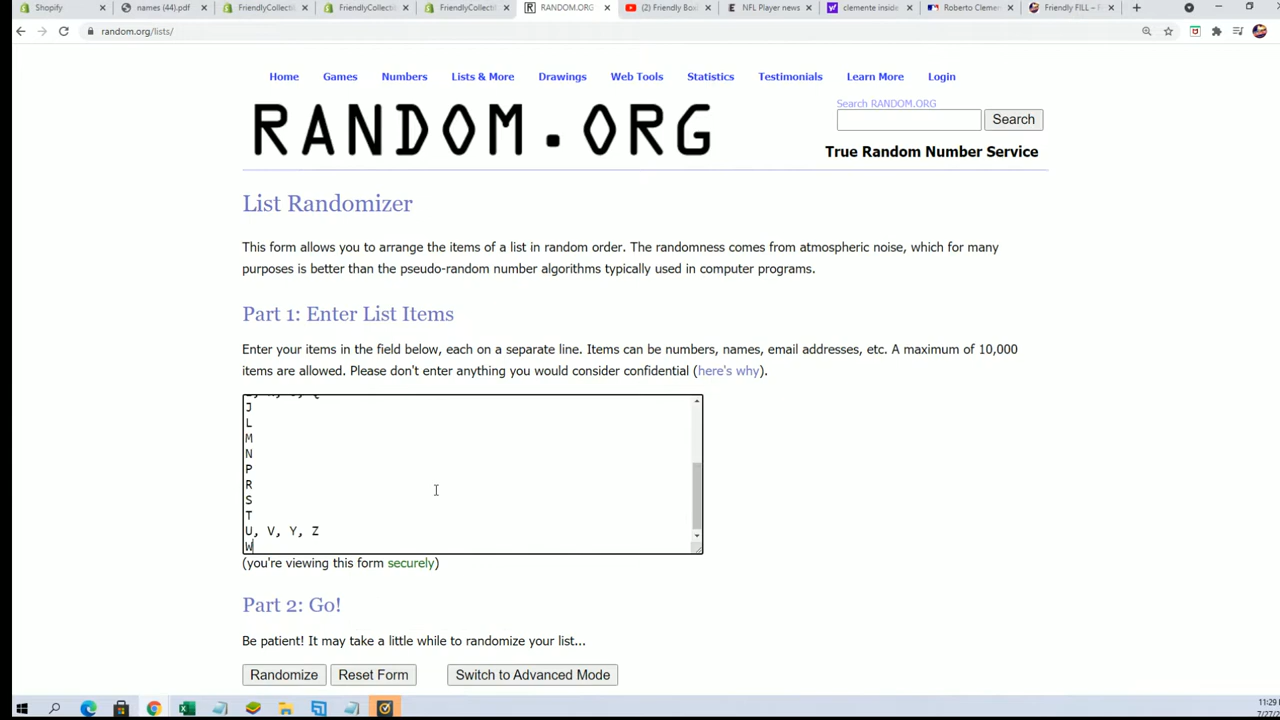 Shopify
names (44).pdf
FriendlyCollecti
FriendlyCollecti
FriendlyCollecti
RANDOM.ORG
(2) Friendly Box
NFL Player news
clemente inside
Roberto Clemen
Friendly FILL –
random.org/lists/
Home Games Numbers Lists & More Drawings Web Tools Statistics Testimonials Learn More Login
RANDOM.ORG
Search RANDOM.ORG
Search
True Random Number Service
List Randomizer
This form allows you to arrange the items of a list in random order. The randomness comes from atmospheric noise, which for many
purposes is better than the pseudo-random number algorithms typically used in computer programs.
Part 1: Enter List Items
Enter your items in the field below, each on a separate line. Items can be numbers, names, email addresses, etc. A maximum of 10,000
items are allowed. Please don't enter anything you would consider confidential (here's why).
J
L
M
N
P
R
S
T
U, V, Y, Z
W
(you're viewing this form securely)
Part 2: Go!
Be patient! It may take a little while to randomize your list...
Randomize Reset Form Switch to Advanced Mode
11:29
7/27/2